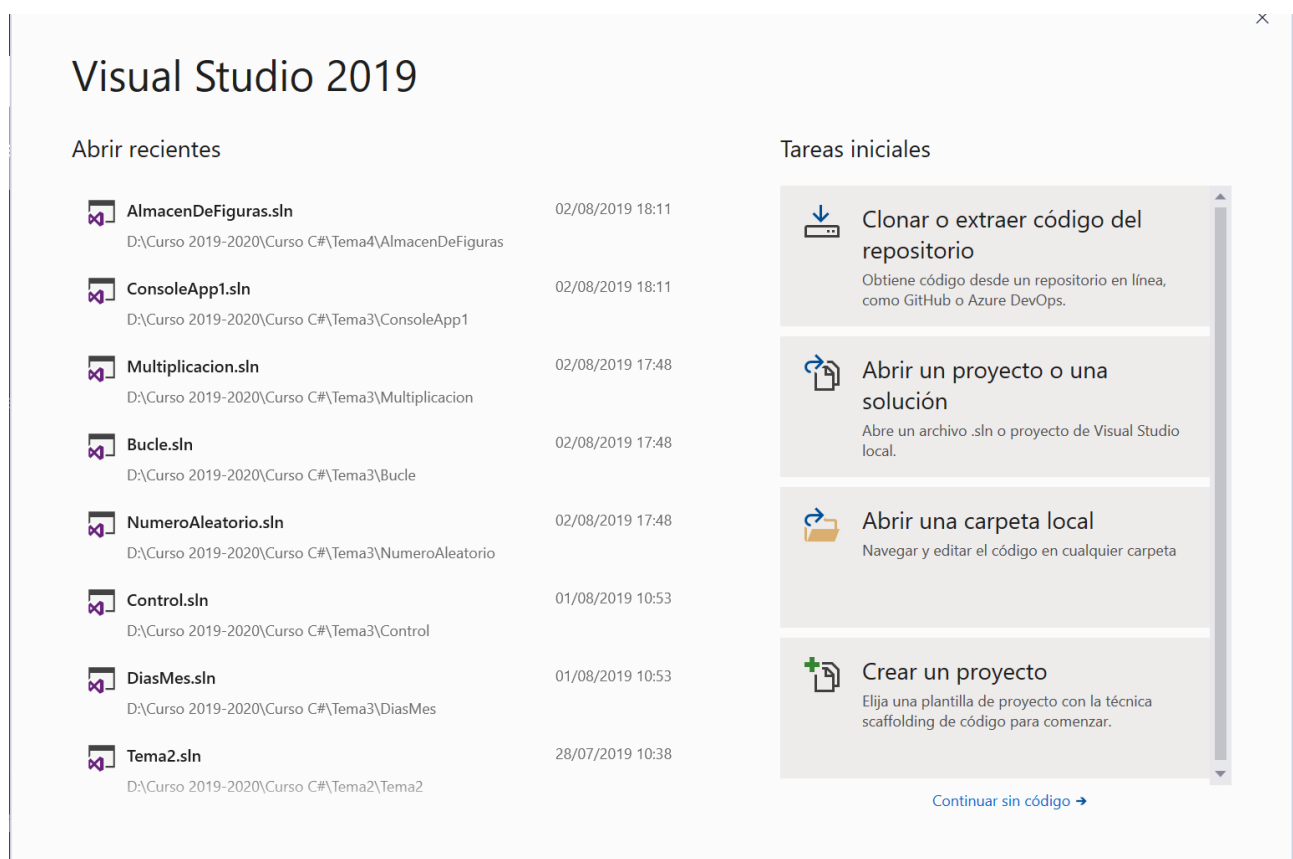 Visual Studio 2019
Abrir recientes
AlmacenDeFiguras.sln 02/08/2019 18:11
D:\Curso 2019-2020\Curso C#\Tema4\AlmacenDeFiguras
ConsoleApp1.sln 02/08/2019 18:11
D:\Curso 2019-2020\Curso C#\Tema3\ConsoleApp1
Multiplicacion.sln 02/08/2019 17:48
D:\Curso 2019-2020\Curso C#\Tema3\Multiplicacion
Bucle.sln 02/08/2019 17:48
D:\Curso 2019-2020\Curso C#\Tema3\Bucle
NumeroAleatorio.sln 02/08/2019 17:48
D:\Curso 2019-2020\Curso C#\Tema3\NumeroAleatorio
Control.sln 01/08/2019 10:53
D:\Curso 2019-2020\Curso C#\Tema3\Control
DiasMes.sln 01/08/2019 10:53
D:\Curso 2019-2020\Curso C#\Tema3\DiasMes
Tema2.sln 28/07/2019 10:38
D:\Curso 2019-2020\Curso C#\Tema2\Tema2
Tareas iniciales
Clonar o extraer código del
repositorio
Obtiene código desde un repositorio en línea,
como GitHub o Azure DevOps.
Abrir un proyecto o una
solución
Abre un archivo .sln o proyecto de Visual Studio
local.
Abrir una carpeta local
Navegar y editar el código en cualquier carpeta
Crear un proyecto
Elija una plantilla de proyecto con la técnica
scaffolding de código para comenzar.
Continuar sin código →